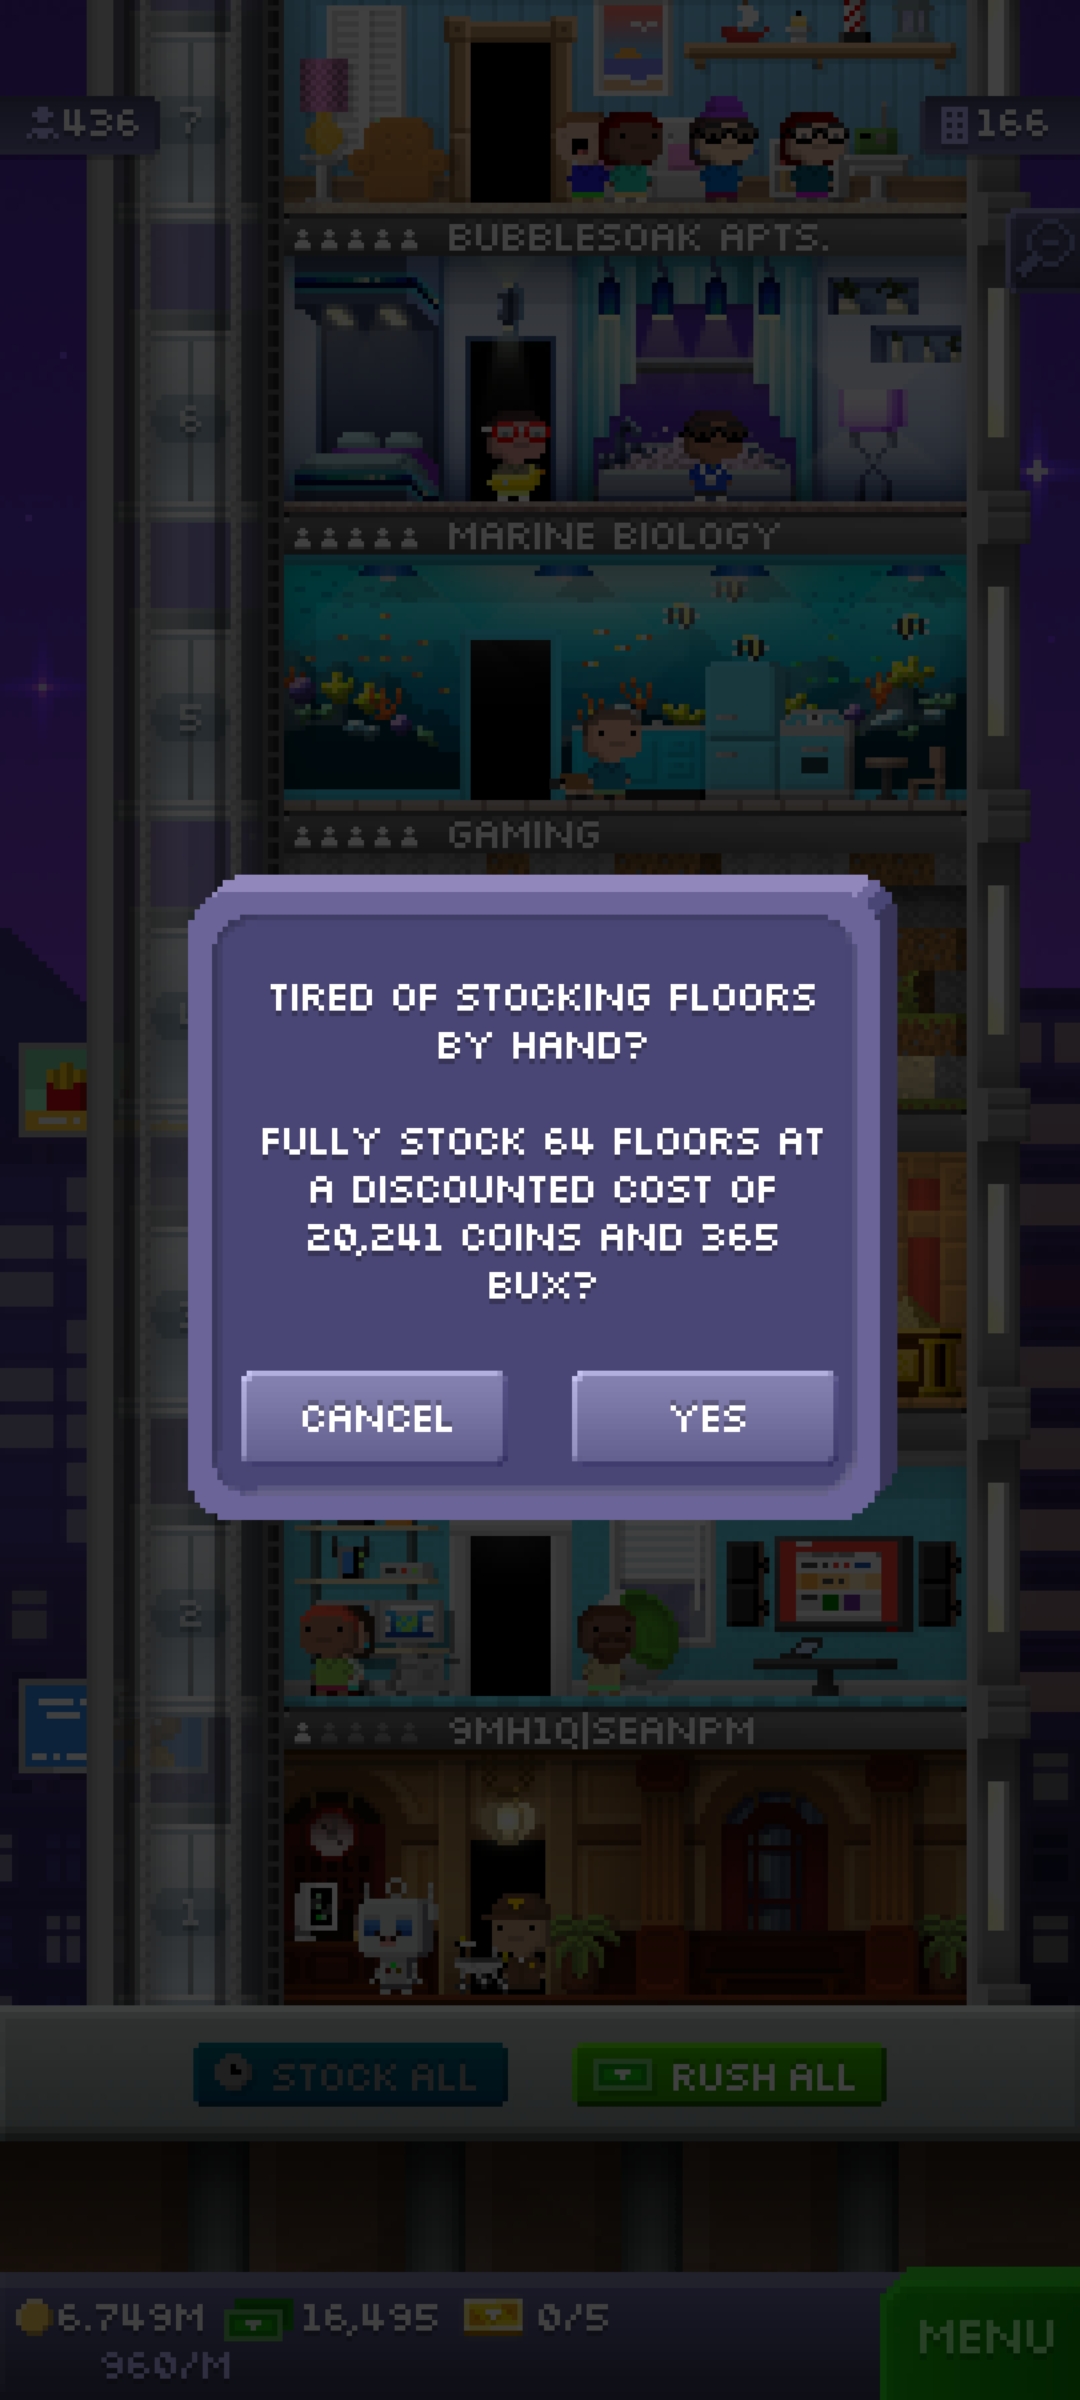 436
7
166
BUBBLESOAK APTS.
6
MARINE BIOLOGY
5
GAMING
TIRED OF STOCKING FLOORS
BY HAND?
FULLY STOCK 64 FLOORS AT
A DISCOUNTED COST OF
20,241 COINS AND 365
BUX?
CANCEL
YES
2
9MH1Q|SEANPM
1
STOCK ALL
RUSH ALL
6.749M
16,495
0/5
960/M
MENU